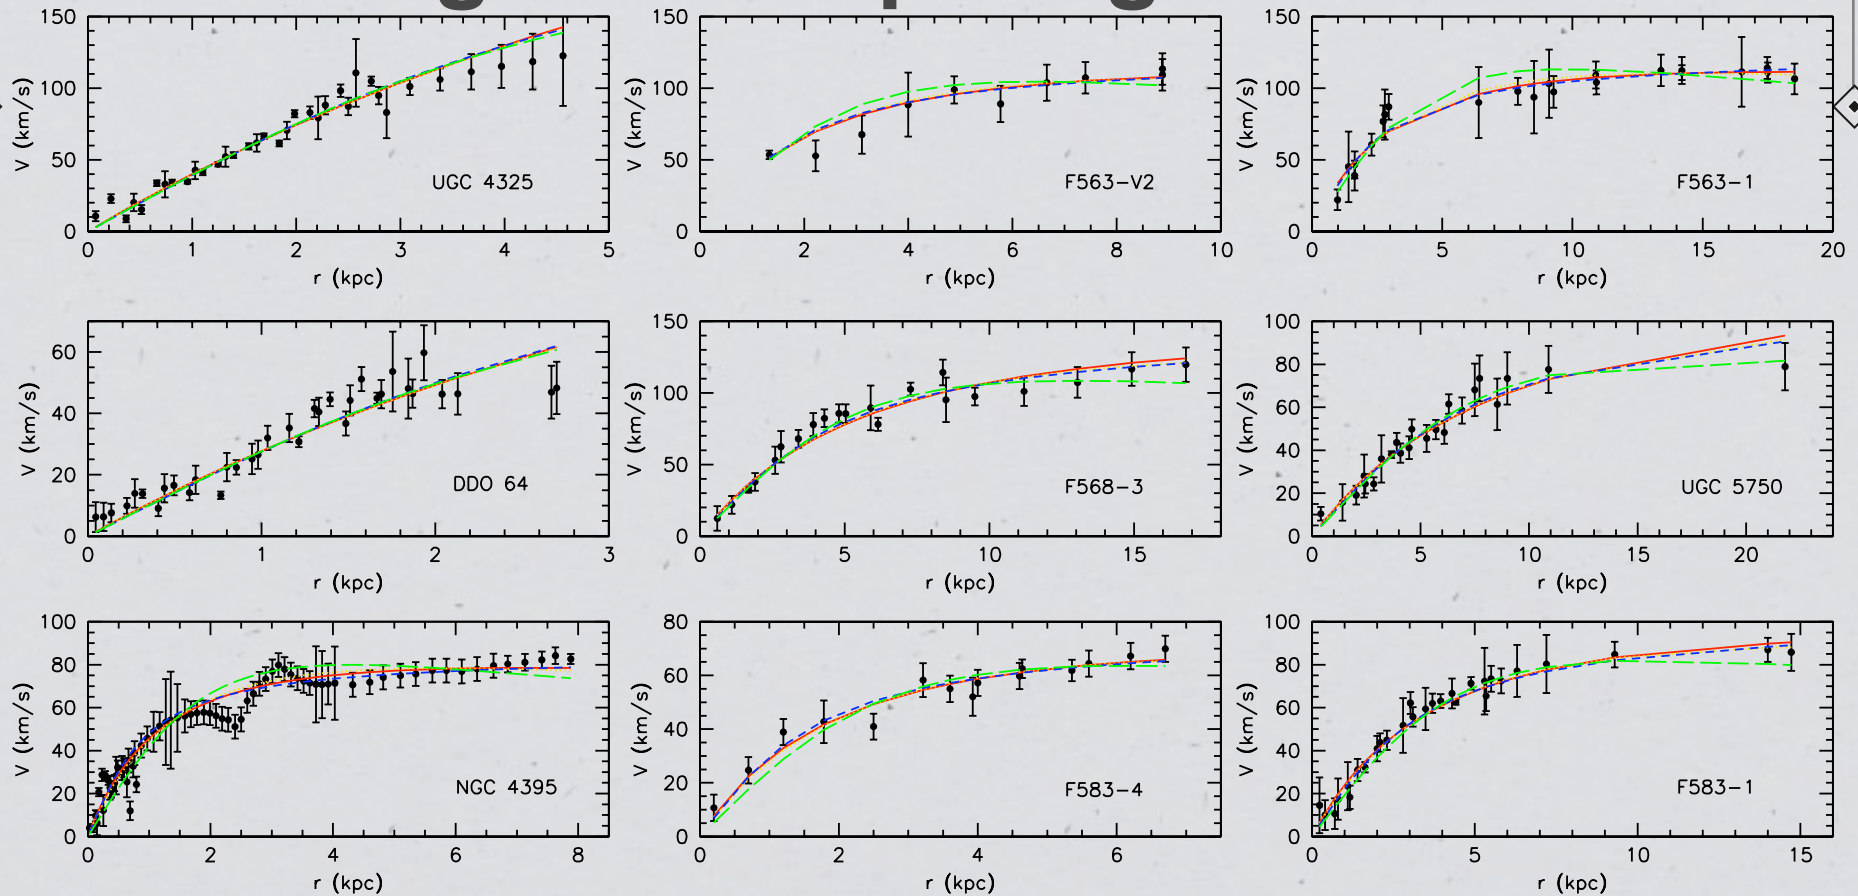 g p g
150 100 50 0
V (km/s)
UGC 4325
0 1 2 3 4 5
r (kpc)
150 100 50 0
V (km/s)
F563-V2
0 2 4 6 8 10
r (kpc)
150 100 50 0
V (km/s)
F563-1
0 5 10 15 20
r (kpc)
60 40 20 0
V (km/s)
DDO 64
0 1 2 3
r (kpc)
150 100 50 0
V (km/s)
F568-3
0 5 10 15
r (kpc)
100 80 60 40 20 0
V (km/s)
UGC 5750
0 5 10 15 20
r (kpc)
100 80 60 40 20 0
V (km/s)
NGC 4395
0 2 4 6 8
r (kpc)
80 60 40 20 0
V (km/s)
F583-4
0 2 4 6
r (kpc)
100 80 60 40 20 0
V (km/s)
F583-1
0 5 10 15
r (kpc)